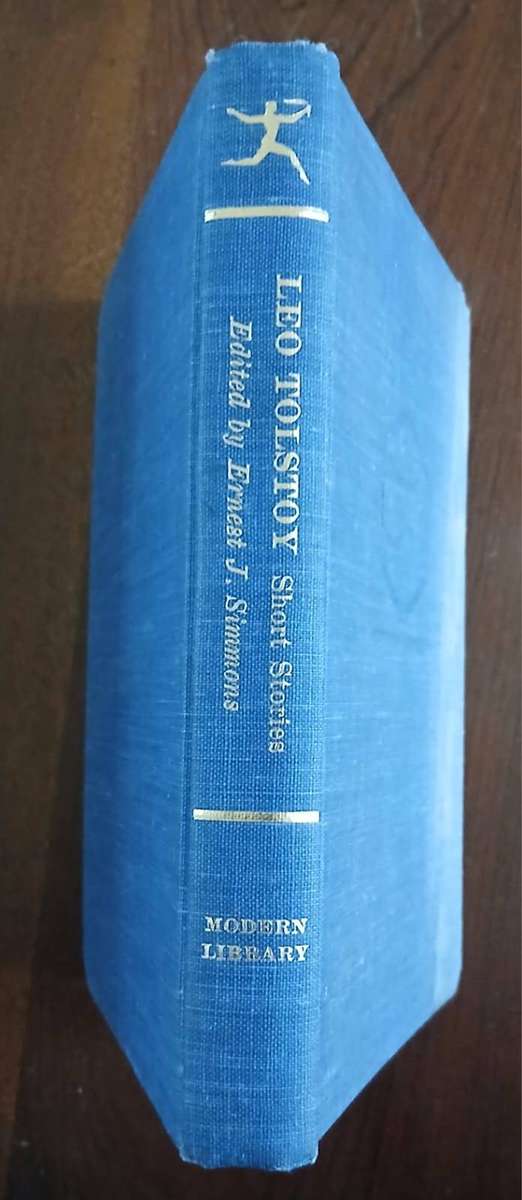 LEO TOLSTOY Short Stories
Edited by Ernest J. Simmons
MODERN
LIBRARY